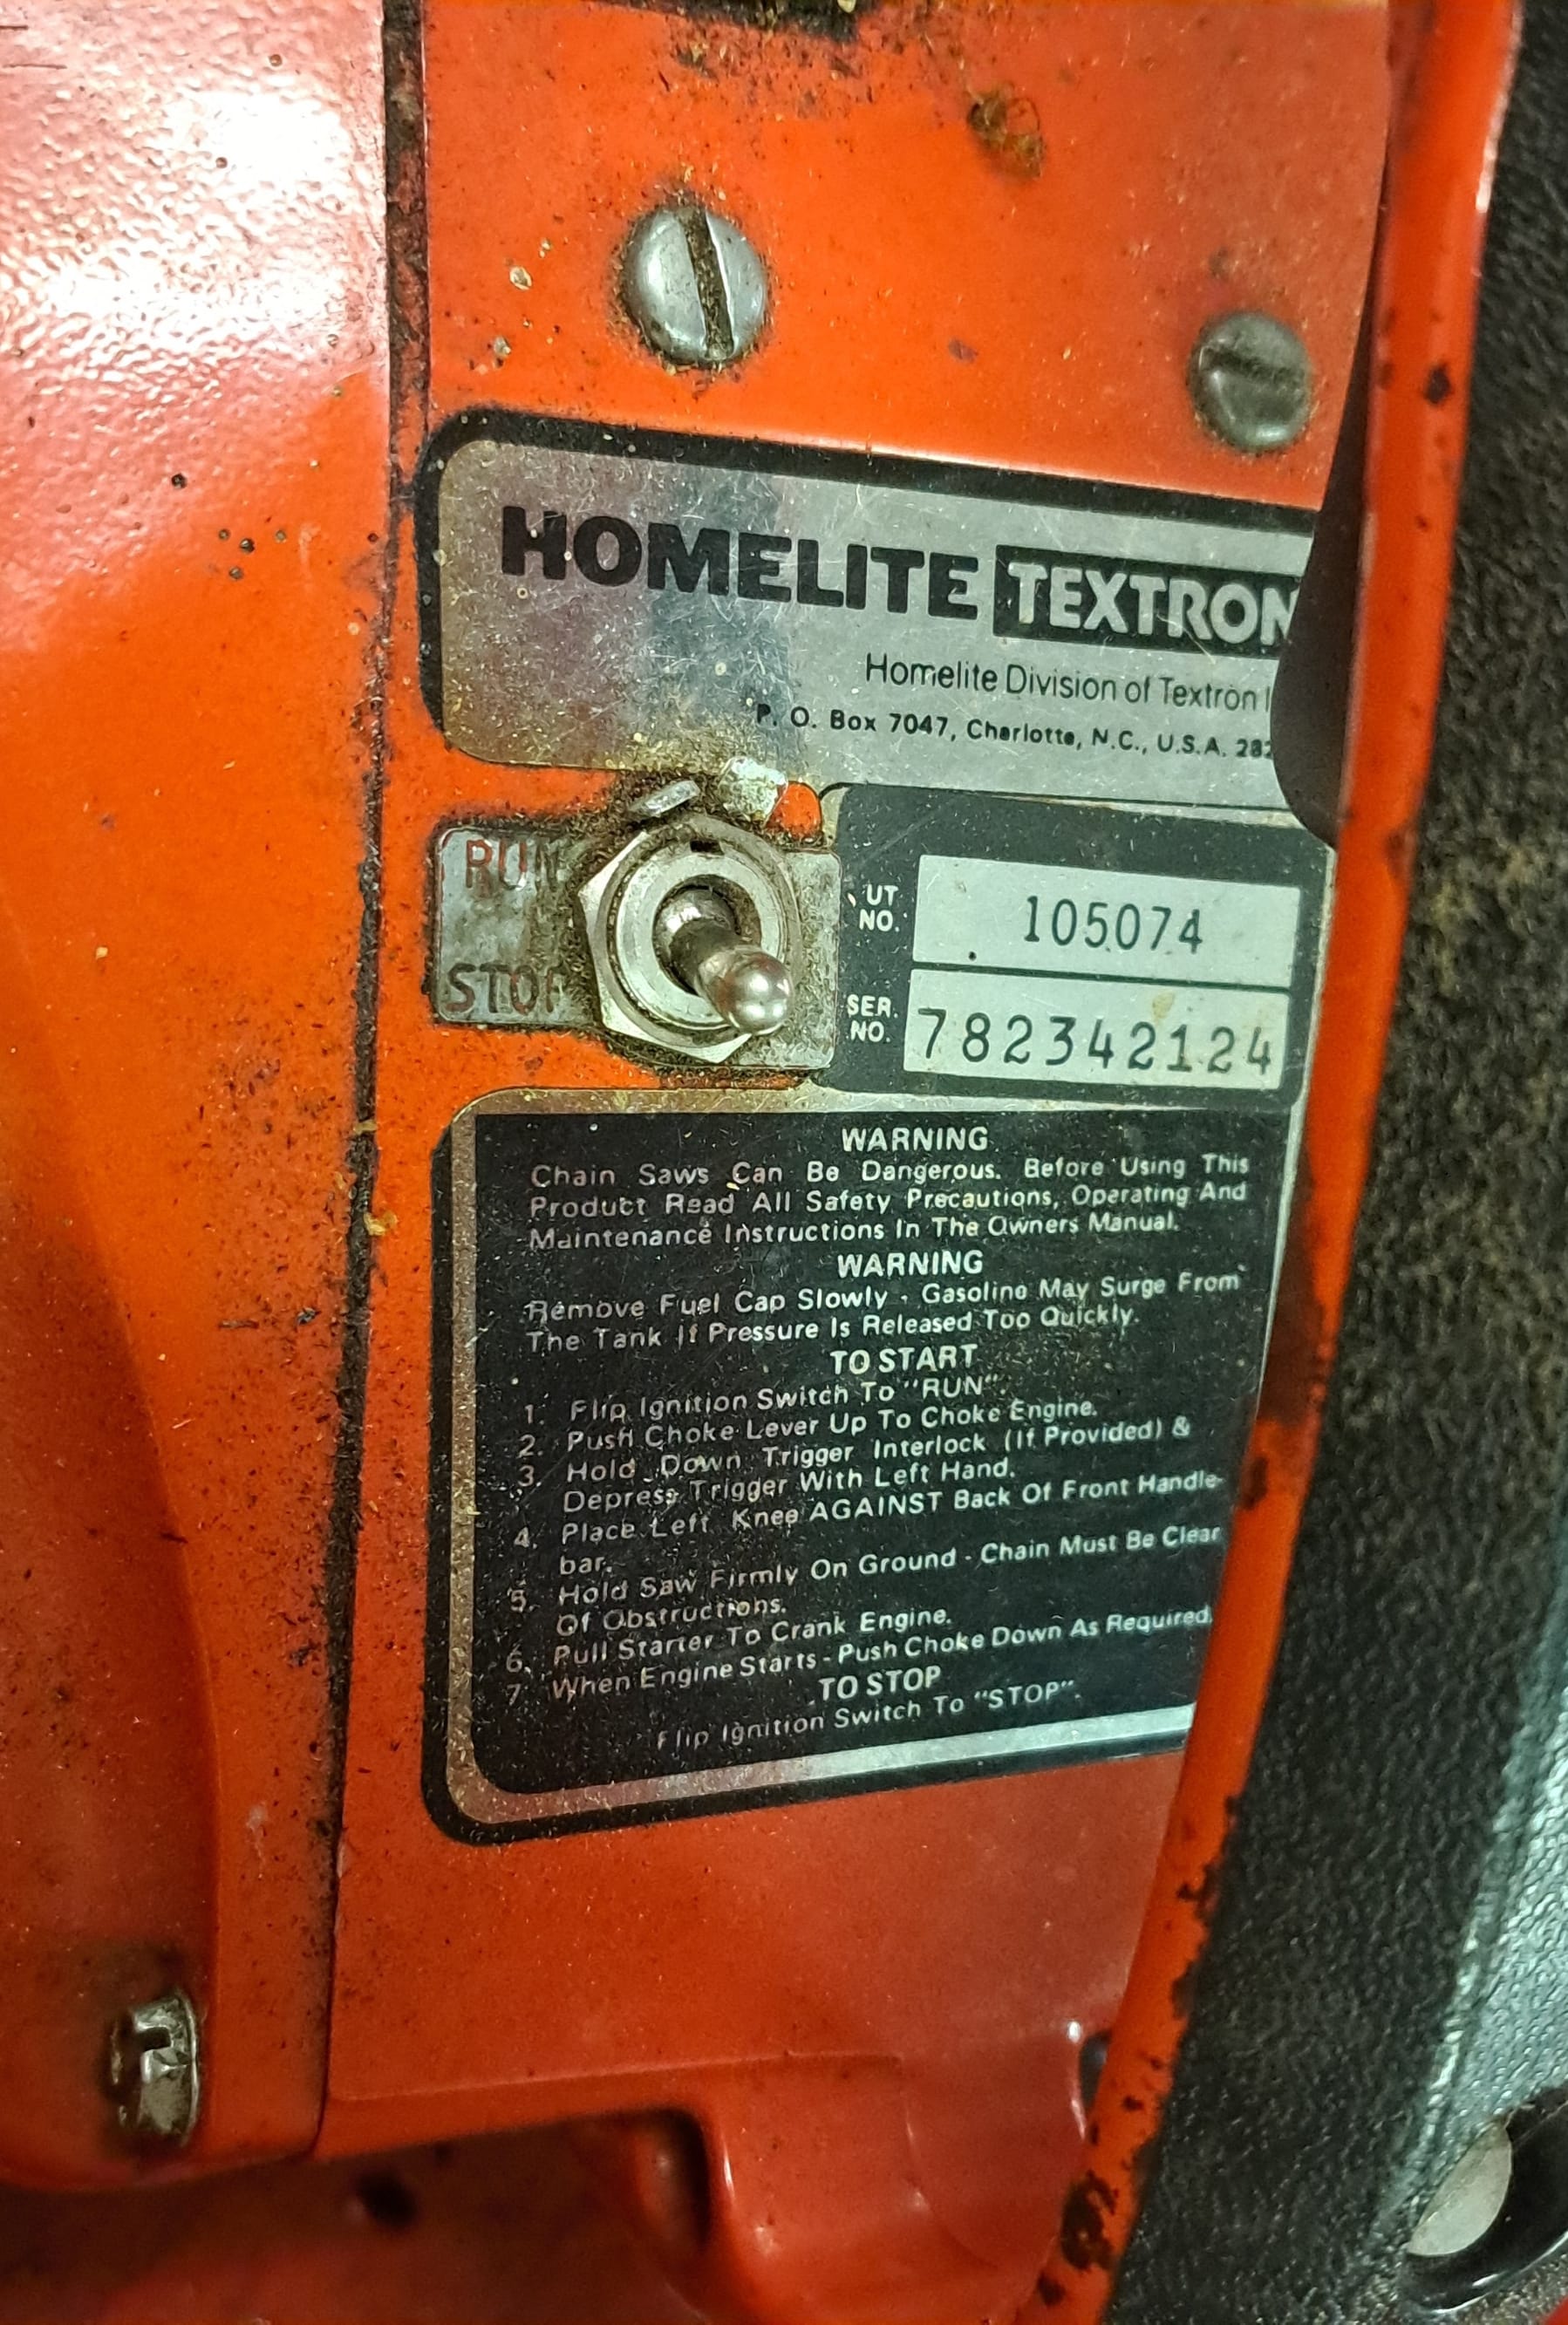 HOMELITE TEXTRON
Homelite Division of Textron
P. O. Box 7047, Charlotte, N.C., U.S.A. 282
RUN
STOP
UT
NO.
105074
SER.
NO.
782342124
WARNING
Chain Saws Can Be Dangerous. Before Using This
Product Read All Safety Precautions, Operating And
Maintenance Instructions In The Owners Manual.
WARNING
Remove Fuel Cap Slowly - Gasoline May Surge From
The Tank If Pressure Is Released Too Quickly.
TO START
1. Flip Ignition Switch To "RUN".
2. Push Choke Lever Up To Choke Engine.
3. Hold Down Trigger Interlock (If Provided) &
Depress Trigger With Left Hand.
4. Place Left Knee AGAINST Back Of Front Handle-
bar.
5. Hold Saw Firmly On Ground - Chain Must Be Clear
Of Obstructions.
6. Pull Starter To Crank Engine.
7 When Engine Starts - Push Choke Down As Required.
TO STOP
Flip Ignition Switch To "STOP".